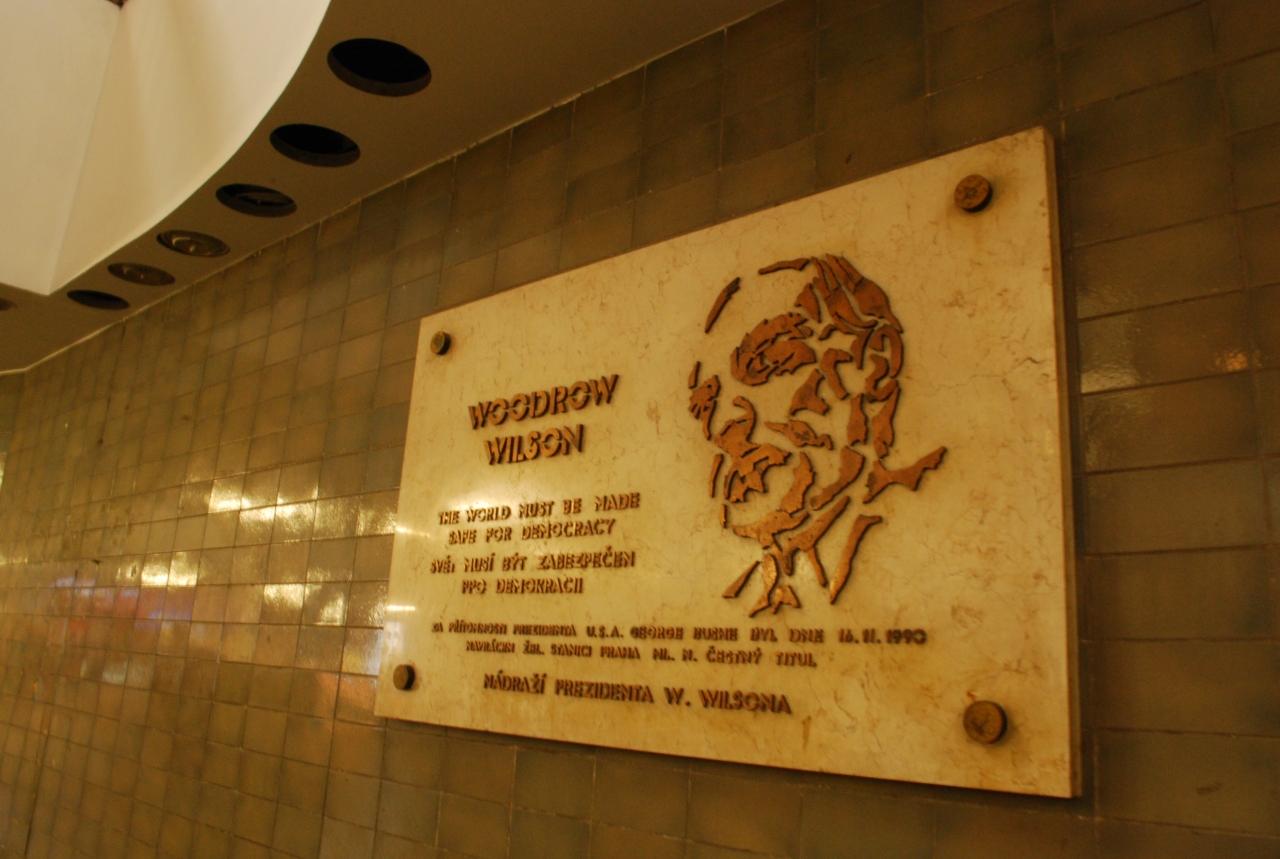 WOODROW
WILSON
THE WORLD MUST BE MADE
SAFE FOR DEMOCRACY
SVĚT MUSÍ BÝT ZABEZPEČEN
PRO DEMOKRACII
ZA PŘÍTOMNOSTI PREZIDENTA U.S.A. GEORGE BUSHE BYL DNE 16.11.1990
NAVRÁCEN ŽEL. STANICI PRAHA HL. N. ČESTNÝ TITUL
NÁDRAŽÍ PREZIDENTA W. WILSONA